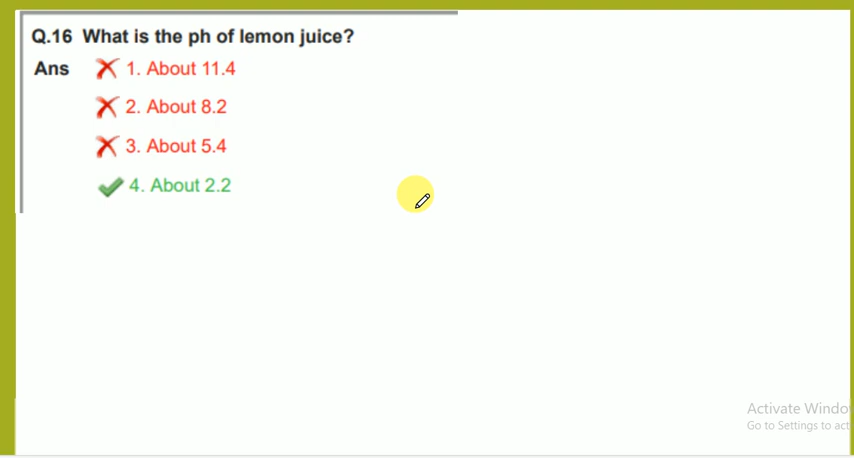 Q.16 What is the ph of lemon juice?
Ans 1. About 11.4
2. About 8.2
3. About 5.4
4. About 2.2
Activate Windo
Go to Settings to act